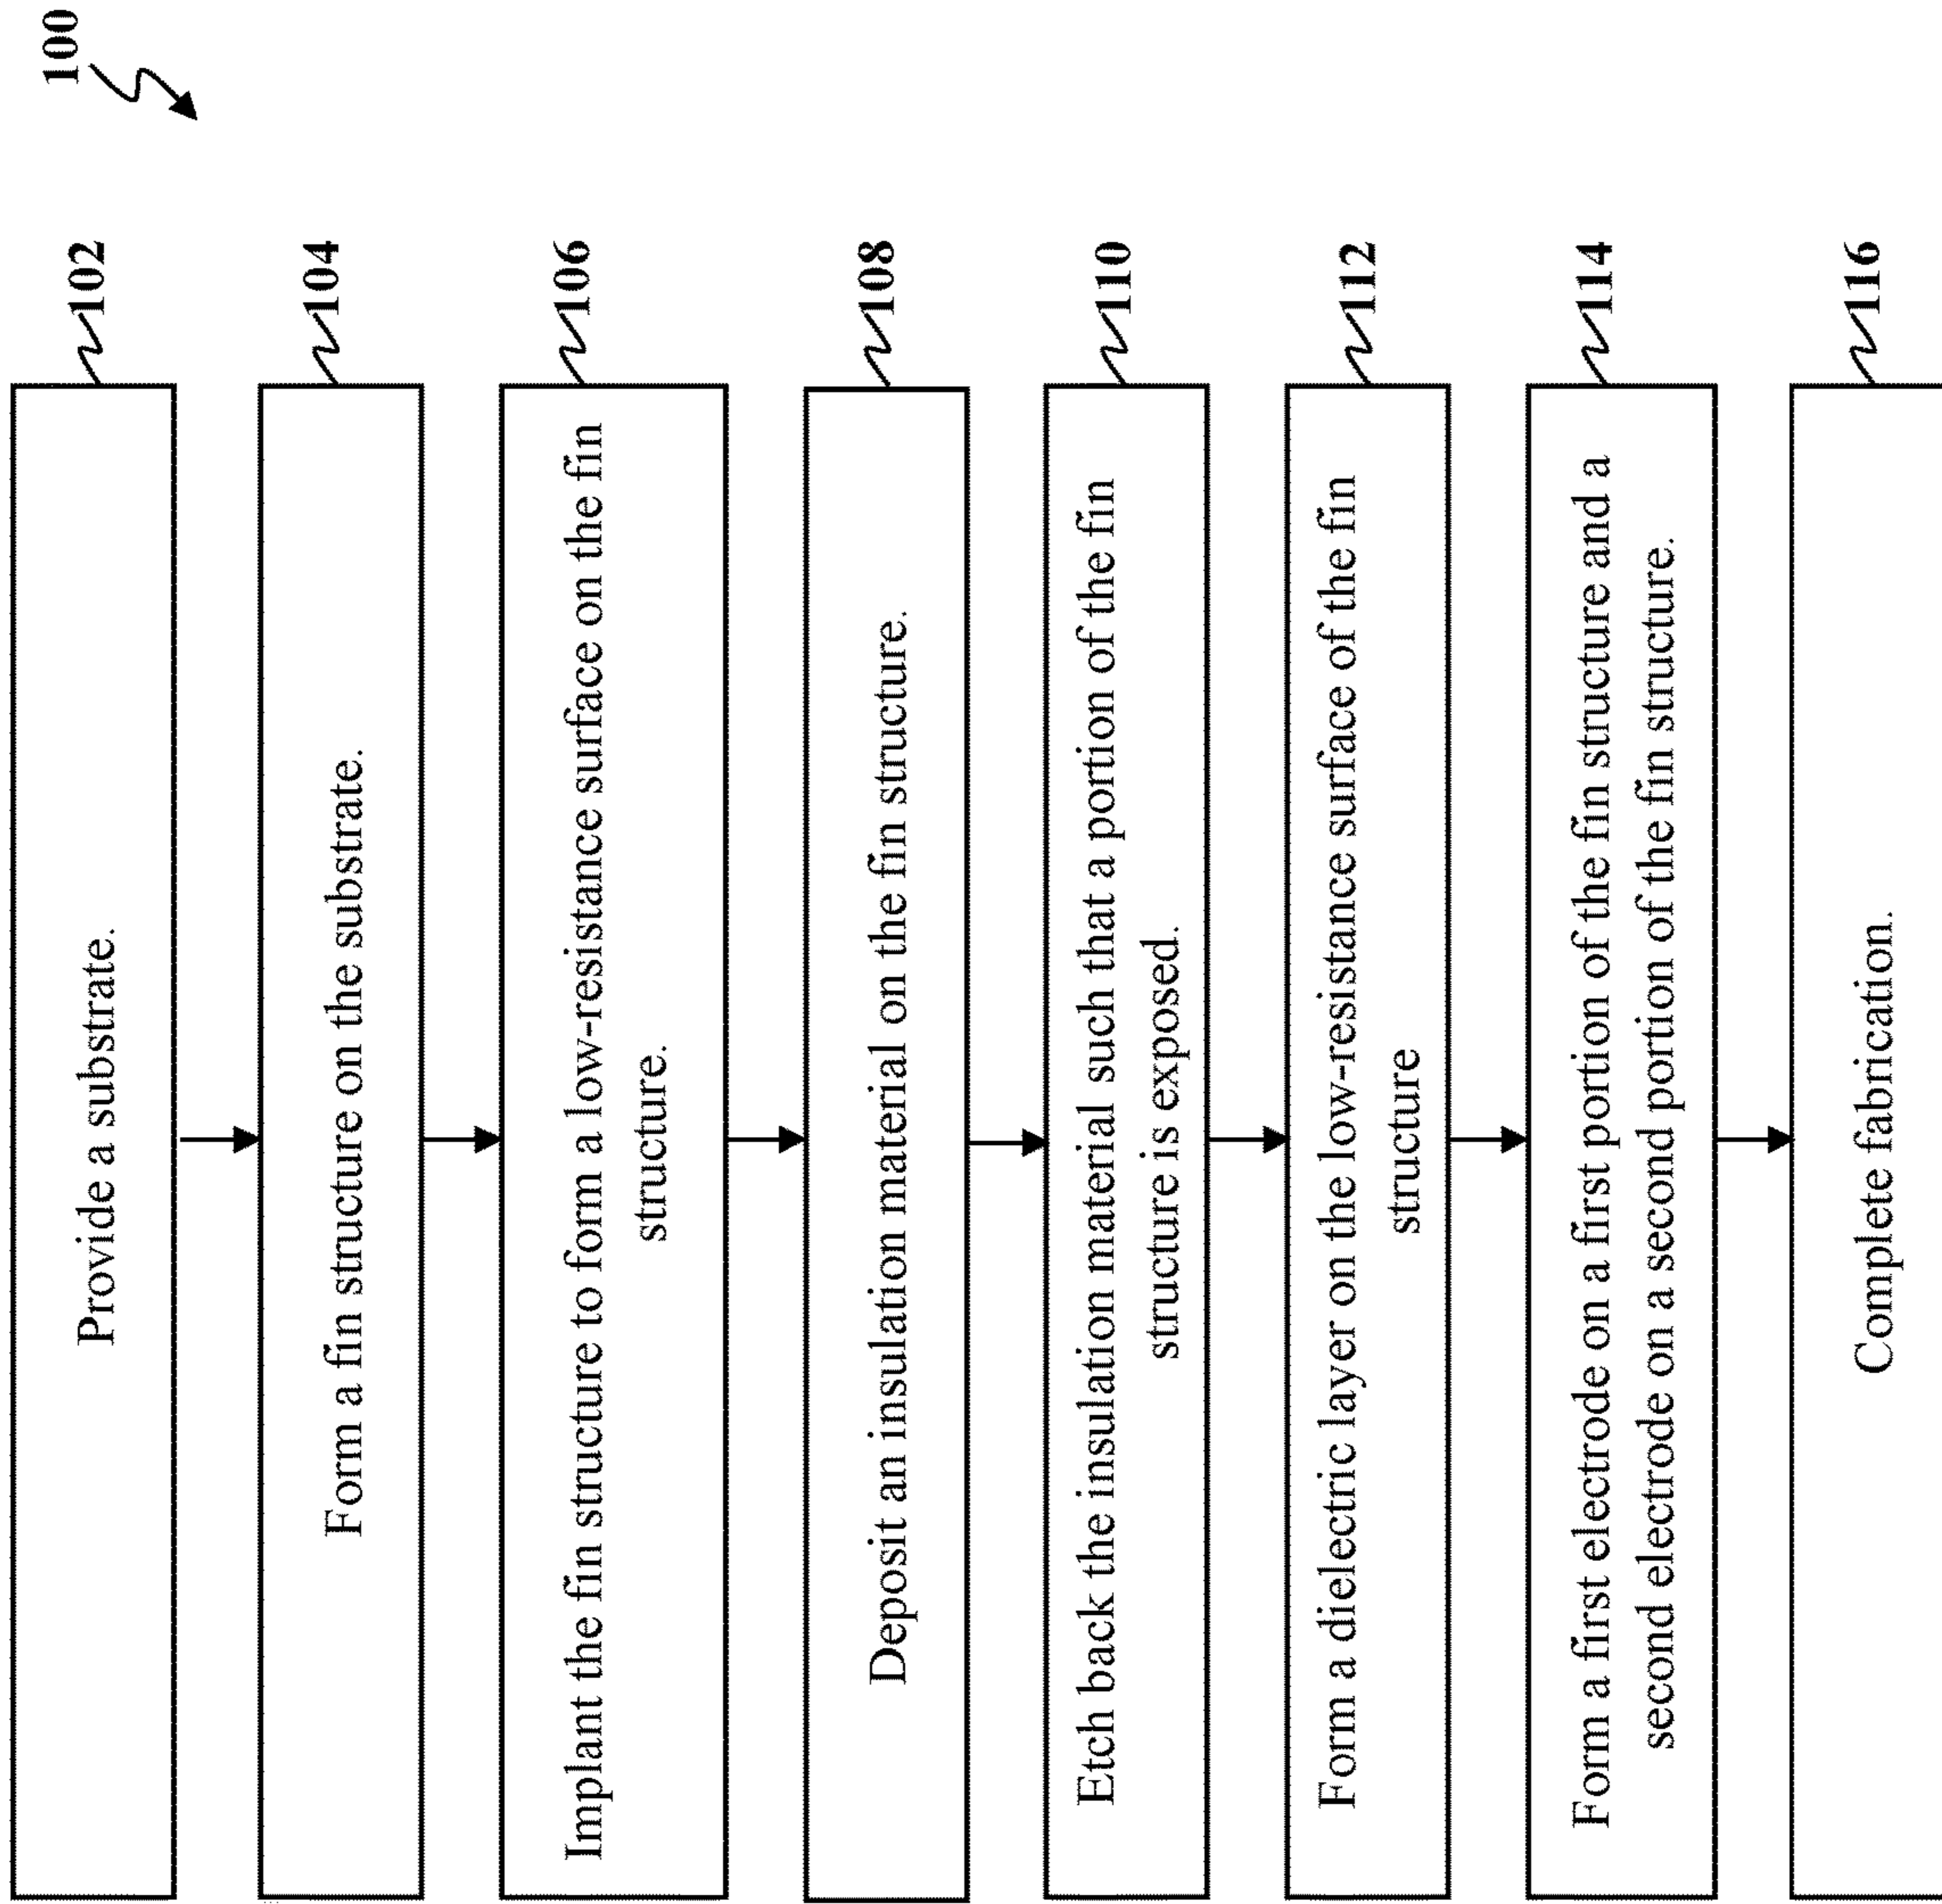 100
Provide a substrate.
102
Form a fin structure on the substrate.
104
Implant the fin structure to form a low-resistance surface on the fin
structure.
106
Deposit an insulation material on the fin structure.
108
Etch back the insulation material such that a portion of the fin
structure is exposed.
110
Form a dielectric layer on the low-resistance surface of the fin
structure
112
Form a first electrode on a first portion of the fin structure and a
second electrode on a second portion of the fin structure.
114
Complete fabrication.
116